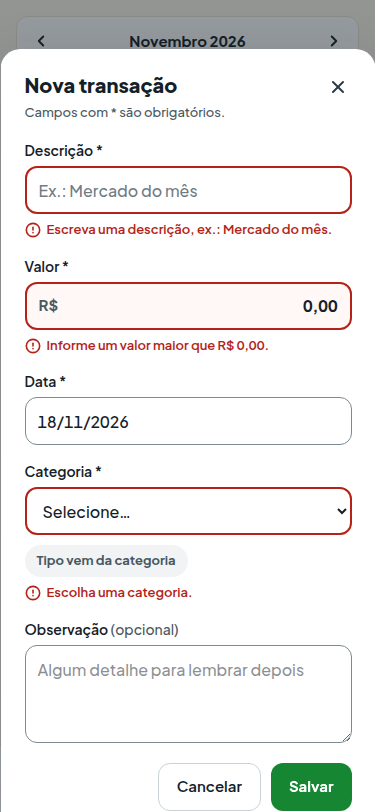 Novembro 2026
Nova transação
Campos com * são obrigatórios.
Descrição *
Ex.: Mercado do mês
Escreva uma descrição, ex.: Mercado do mês.
Valor *
R$ 0,00
Informe um valor maior que R$ 0,00.
Data *
18/11/2026
Categoria *
Selecione...
Tipo vem da categoria
Escolha uma categoria.
Observação (opcional)
Algum detalhe para lembrar depois
Cancelar Salvar